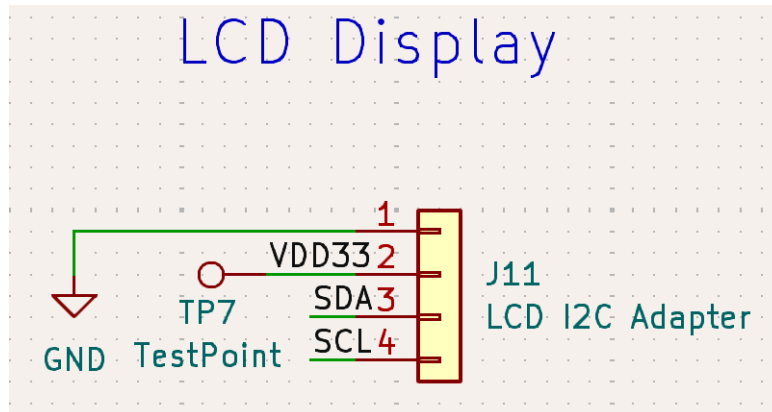 LCD Display
1
VDD33 2
J11
SDA 3
TP7
LCD I2C Adapter
SCL 4
GND
TestPoint